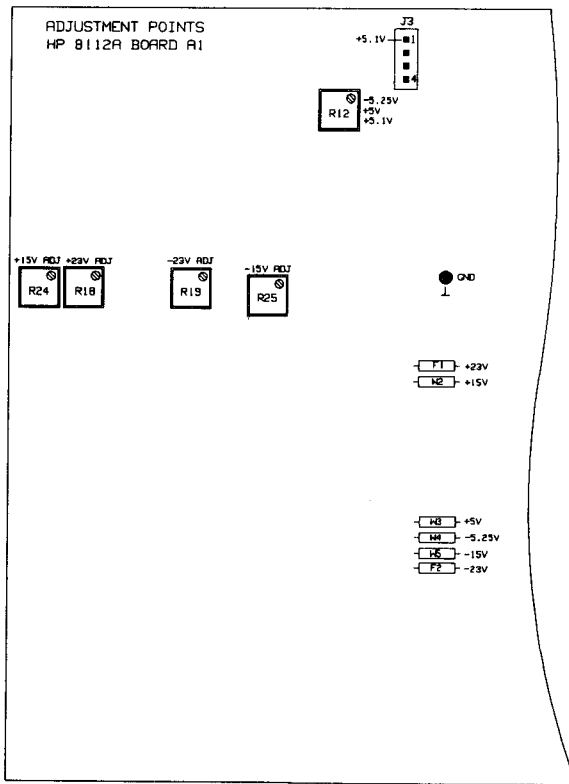 ADJUSTMENT POINTS
HP 8112A BOARD A1
J3
+5.1V
1
4
R12
-5.25V
+5V
+5.1V
+15V ADJ +23V ADJ -23V ADJ -15V ADJ
R24 R18 R19 R25
GND
F1 +23V
W2 +15V
W3 +5V
W4 -5.25V
W5 -15V
F2 -23V